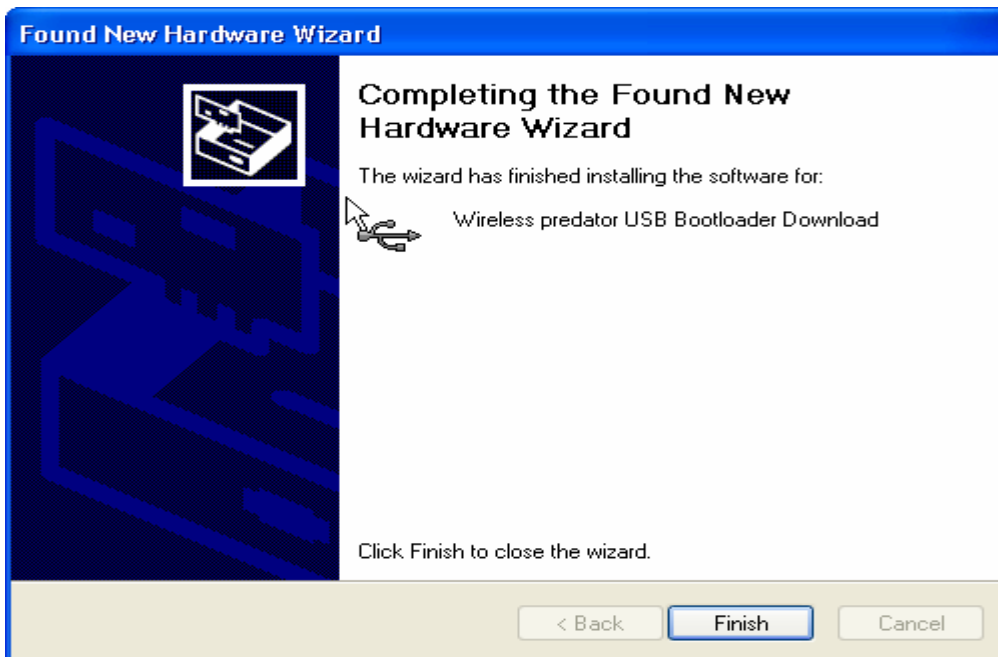 Found New Hardware Wizard
Completing the Found New
Hardware Wizard
The wizard has finished installing the software for:
Wireless predator USB Bootloader Download
Click Finish to close the wizard.
< Back
Finish
Cancel